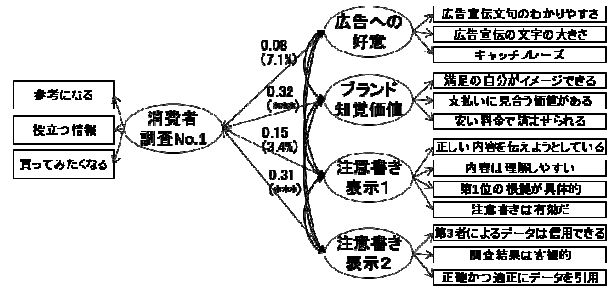 参考になる
役立つ情報
買ってみたくなる
消費者
調査No.1
0.08
(7.1%)
0.32
(***)
0.15
(3.4%)
0.31
(***)
広告への
好意
ブランド
知覚価値
注意書き
表示1
注意書き
表示2
広告宣伝文句のわかりやすさ
広告宣伝の文字の大きさ
キャッチフレーズ
満足の自分がイメージできる
支払いに見合う価値がある
安い料金で済ませられる
正しい内容を伝えようとしている
内容は理解しやすい
第1位の根拠が具体的
注意書きは有効だ
第3者によるデータは信用できる
調査結果は客観的
正確かつ適正にデータを引用